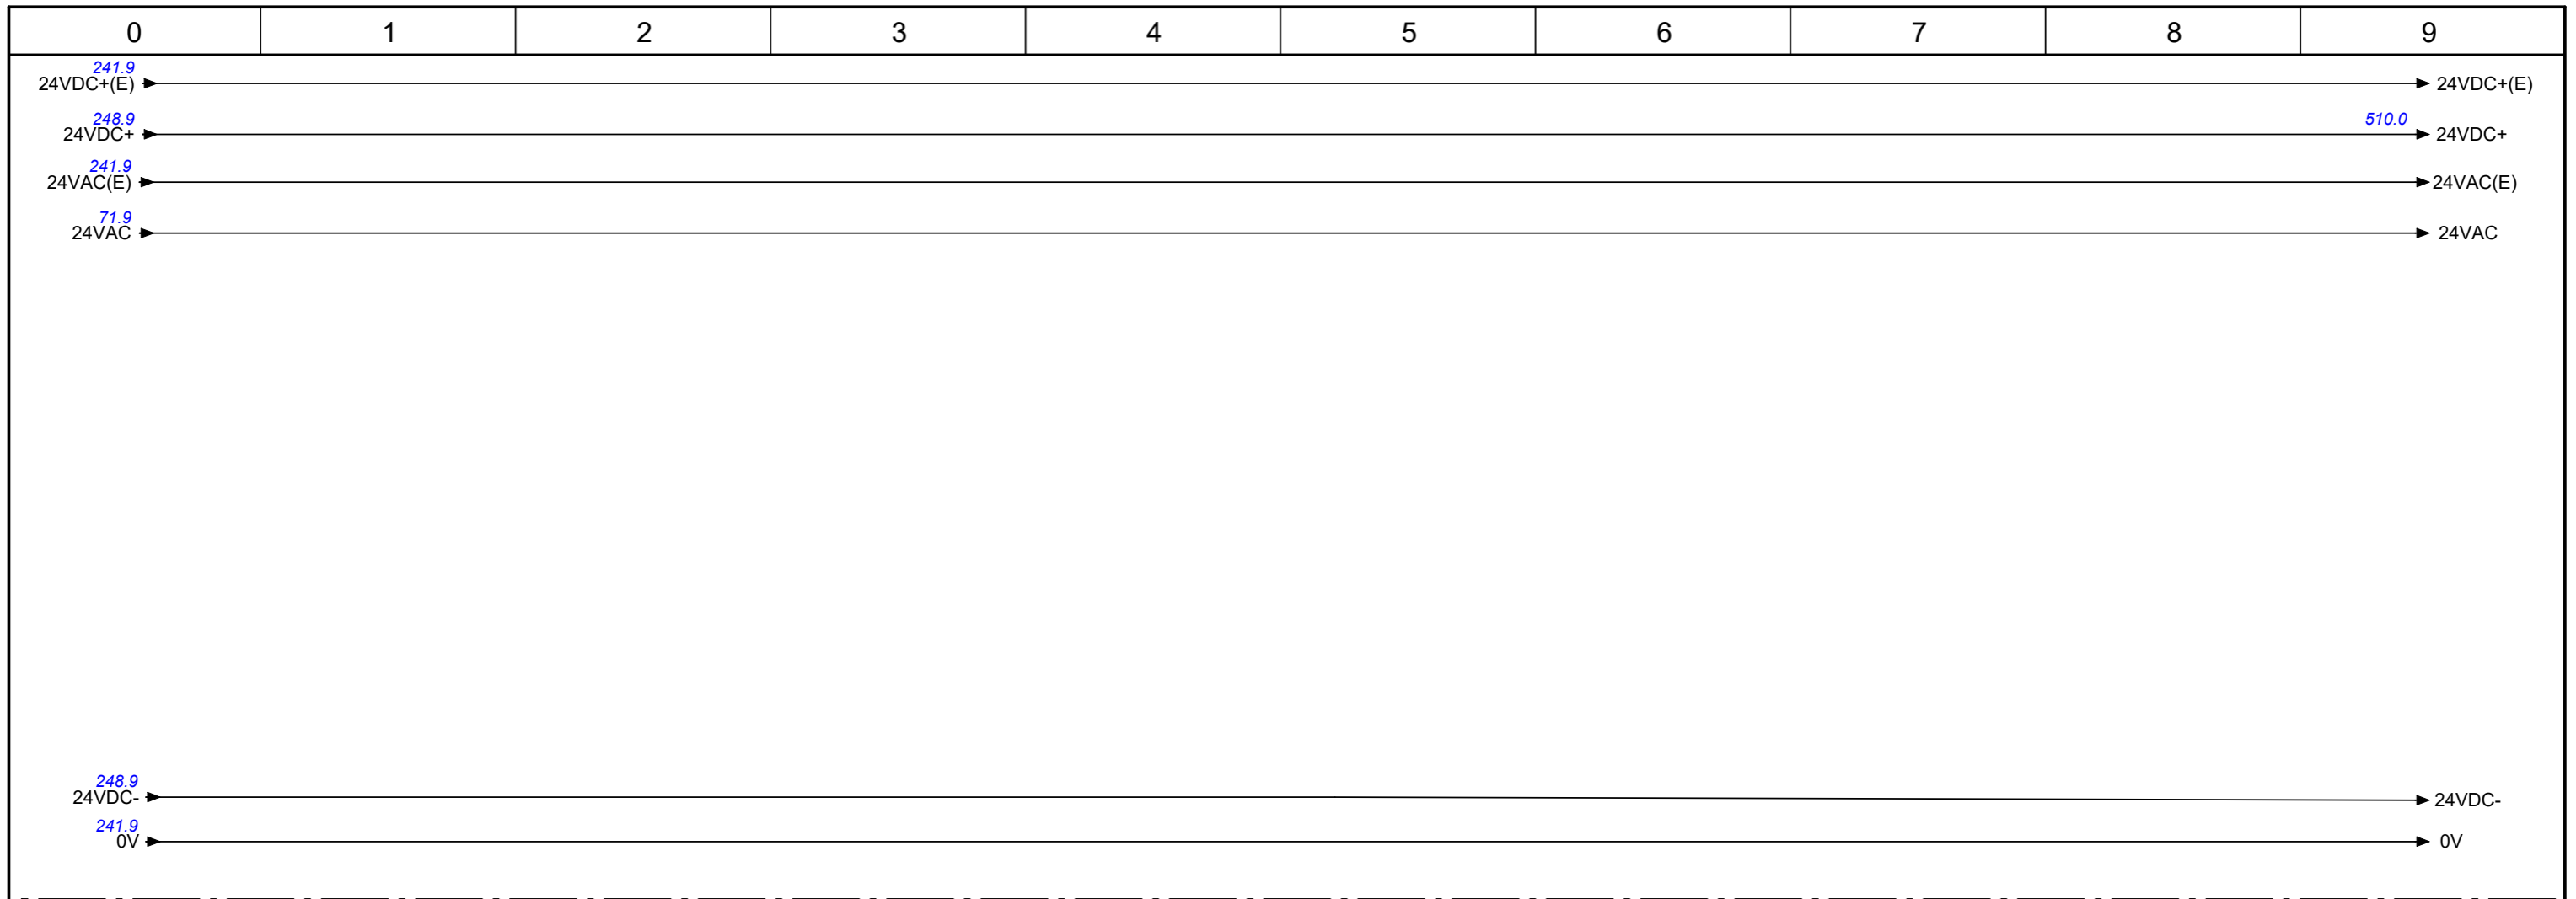 0 1 2 3 4 5 6 7 8 9
241.9
24VDC+(E) 24VDC+(E)
248.9 510.0
24VDC+ 24VDC+
241.9
24VAC(E) 24VAC(E)
71.9
24VAC 24VAC
248.9
24VDC- 24VDC-
241.9
0V 0V